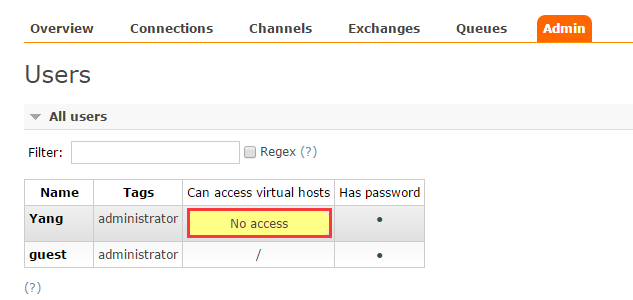 Overview Connections Channels Exchanges Queues Admin
Users
All users
Filter: Regex (?)
Name Tags Can access virtual hosts Has password
Yang administrator No access •
guest administrator / •
(?)